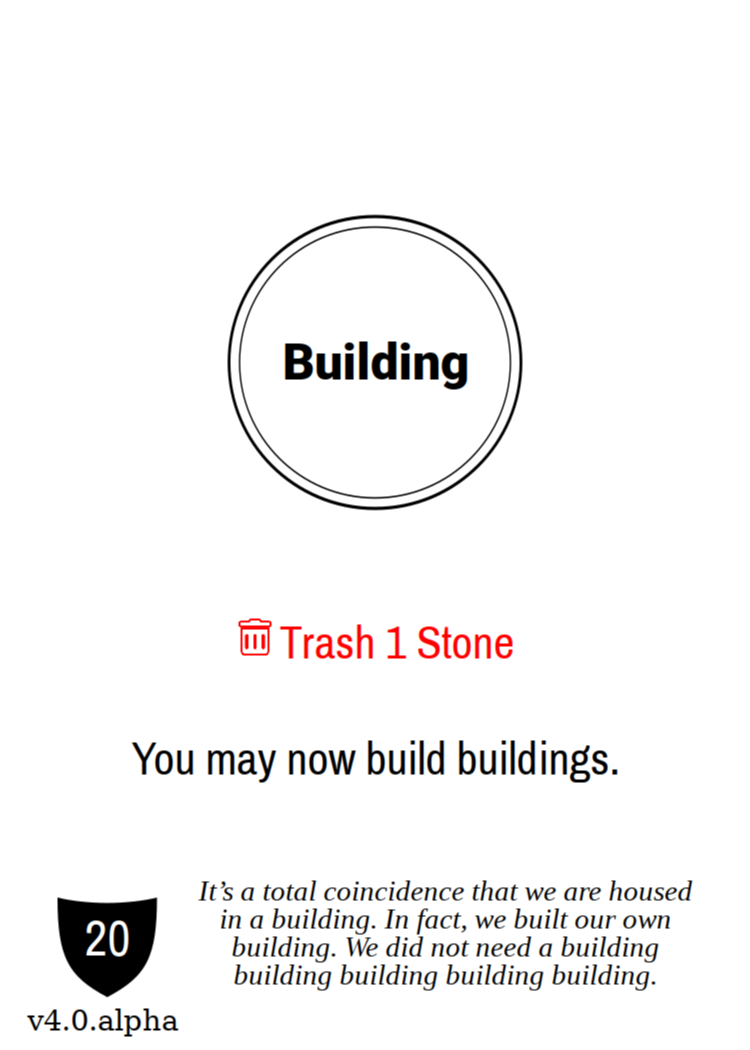 Building
Trash 1 Stone
You may now build buildings.
It’s a total coincidence that we are housed
in a building. In fact, we built our own
building. We did not need a building
building building building building.
20
v4.0.alpha